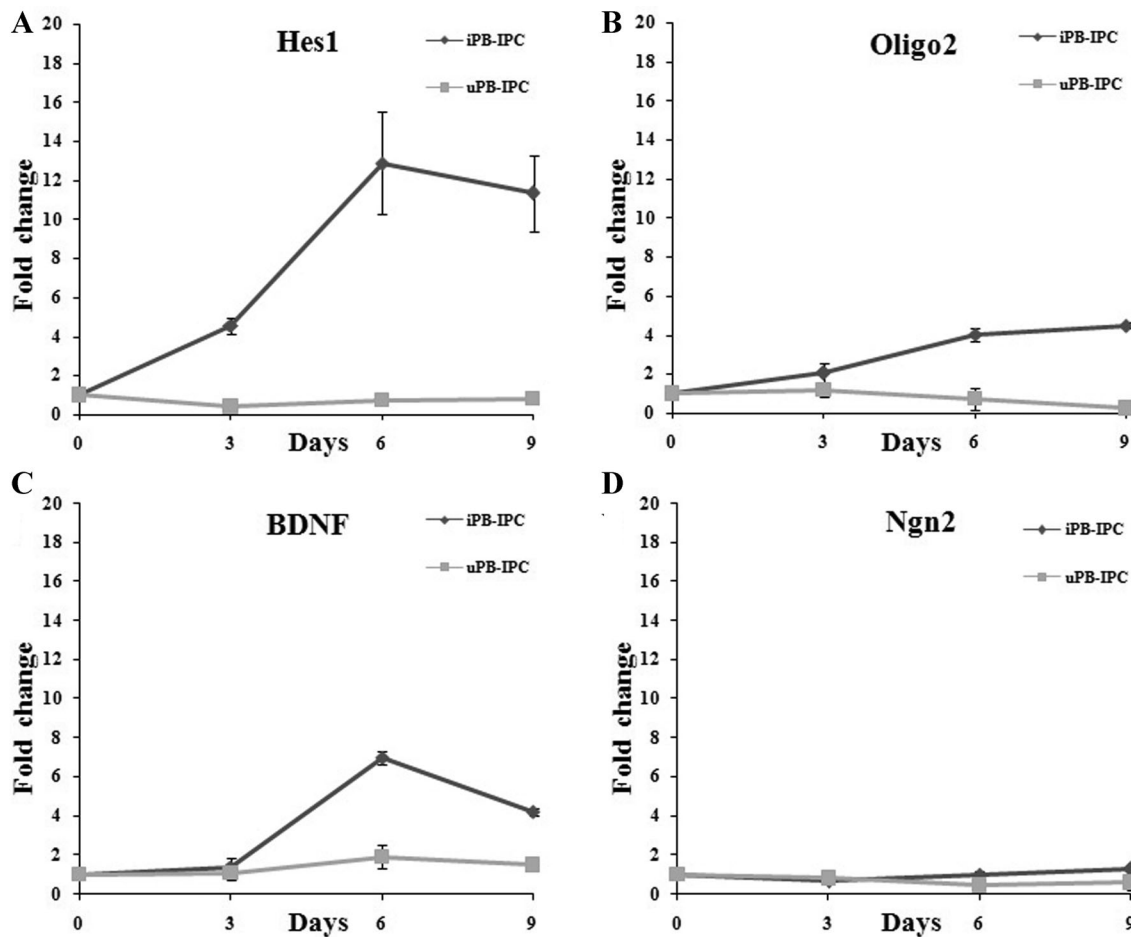 A
Hes1
iPB-IPC
uPB-IPC
Fold change
20
18
16
14
12
10
8
6
4
2
0
0 3 6 9
Days
B
Oligo2
iPB-IPC
uPB-IPC
Fold change
20
18
16
14
12
10
8
6
4
2
0
0 3 6 9
Days
C
BDNF
iPB-IPC
uPB-IPC
Fold change
20
18
16
14
12
10
8
6
4
2
0
0 3 6 9
Days
D
Ngn2
iPB-IPC
uPB-IPC
Fold change
20
18
16
14
12
10
8
6
4
2
0
0 3 6 9
Days